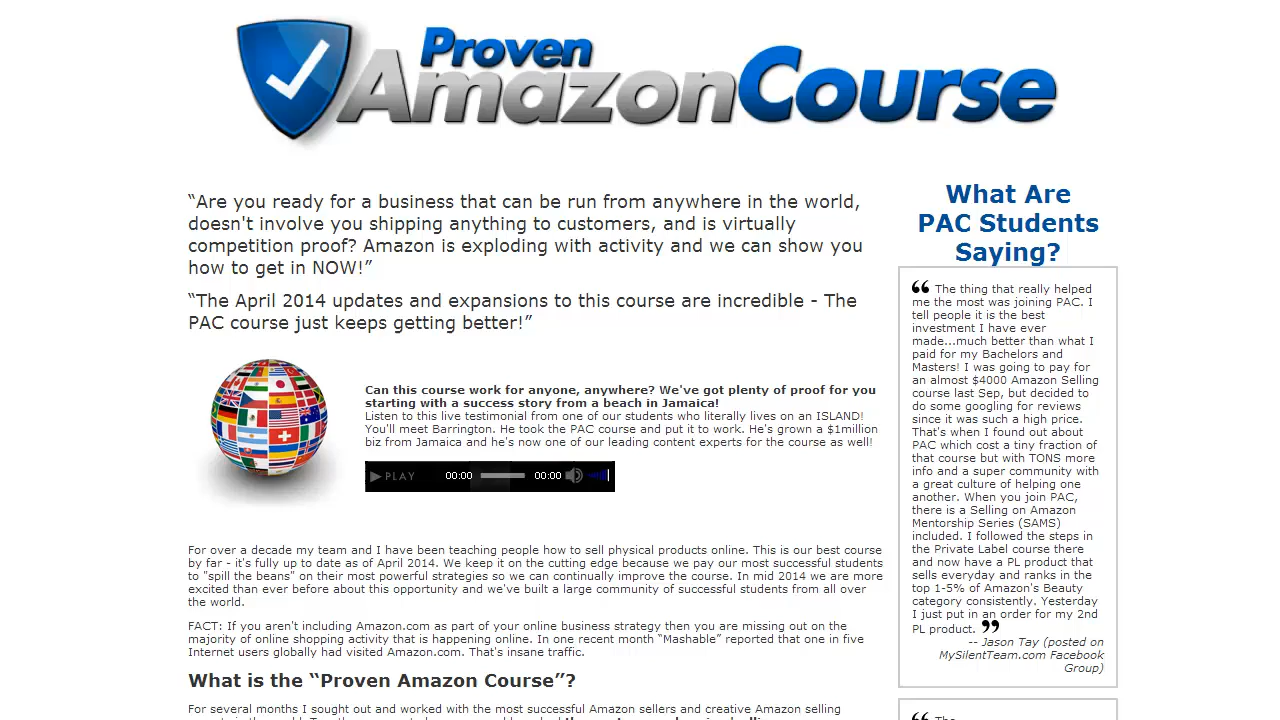 Proven
AmazonCourse
“Are you ready for a business that can be run from anywhere in the world,
doesn't involve you shipping anything to customers, and is virtually
competition proof? Amazon is exploding with activity and we can show you
how to get in NOW!”
“The April 2014 updates and expansions to this course are incredible - The
PAC course just keeps getting better!”
Can this course work for anyone, anywhere? We've got plenty of proof for you
starting with a success story from a beach in Jamaica!
Listen to this live testimonial from one of our students who literally lives on an ISLAND!
You'll meet Barrington. He took the PAC course and put it to work. He's grown a $1million
biz from Jamaica and he's now one of our leading content experts for the course as well!
PLAY 00:00 00:00
For over a decade my team and I have been teaching people how to sell physical products online. This is our best course
by far - it's fully up to date as of April 2014. We keep it on the cutting edge because we pay our most successful students
to "spill the beans" on their most powerful strategies so we can continually improve the course. In mid 2014 we are more
excited than ever before about this opportunity and we've built a large community of successful students from all over
the world.
FACT: If you aren't including Amazon.com as part of your online business strategy then you are missing out on the
majority of online shopping activity that is happening online. In one recent month “Mashable” reported that one in five
Internet users globally had visited Amazon.com. That's insane traffic.
What is the “Proven Amazon Course”?
For several months I sought out and worked with the most successful Amazon sellers and creative Amazon selling
What Are
PAC Students
Saying?
“ The thing that really helped
me the most was joining PAC. I
tell people it is the best
investment I have ever
made...much better than what I
paid for my Bachelors and
Masters! I was going to pay for
an almost $4000 Amazon Selling
course last Sep, but decided to
do some googling for reviews
since it was such a high price.
That's when I found out about
PAC which cost a tiny fraction of
that course but with TONS more
info and a super community with
a great culture of helping one
another. When you join PAC,
there is a Selling on Amazon
Mentorship Series (SAMS)
included. I followed the steps in
the Private Label course there
and now have a PL product that
sells everyday and ranks in the
top 1-5% of Amazon's Beauty
category consistently. Yesterday
I just put in an order for my 2nd
PL product. ”
-- Jason Tay (posted on
MySilentTeam.com Facebook
Group)
“ The